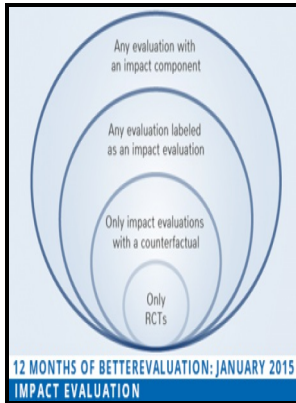 Any evaluation with
an impact component
Any evaluation labeled
as an impact evaluation
Only impact evaluations
with a counterfactual
Only
RCTs
12 MONTHS OF BETTEREVALUATION: JANUARY 2015
IMPACT EVALUATION